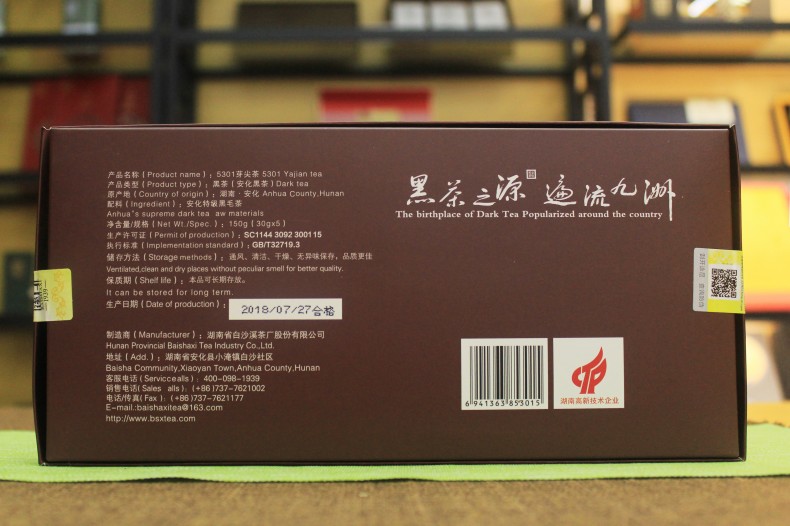 产品名称（Product name）：5301芽尖茶 5301 Yajian tea
产品类型（Product type）：黑茶（安化黑茶）Dark tea
原产地（Country of origin）：湖南·安化 Anhua County,Hunan
配料（Ingredient）：安化特级黑毛茶
Anhua's supreme dark tea  aw materials
净含量/规格（Net Wt./Spec.）：150g（30g×5）
生产许可证（Permit of production）：SC1144 3092 300115
执行标准（Implementation standard）：GB/T32719.3
储存方法（Storage methods）：通风、清洁、干燥、无异味保存，品质更佳
Ventilated,clean and dry places without peculiar smell for better quality.
保质期（Shelf life）：本品可长期存放。
It can be stored for long term.
生产日期（Date of production）：2018/07/27合格
制造商（Manufacturer）：湖南省白沙溪茶厂股份有限公司
Hunan Provincial Baishaxi Tea Industry Co.,Ltd.
地址（Add.）：湖南省安化县小淹镇白沙社区
Baisha Community,Xiaoyan Town,Anhua County,Hunan
客服电话（Servicecealls）：400-098-1939
销售电话（Sales  alls）：(+86)737-7621002
电话/传真(Fax)：(+86)737-7621177
E-mail.:baishaxitea@163.com
http://www.bsxtea.com
黑茶之源 遍流九洲
The birthplace of Dark Tea Popularized around the country
6 941363 853015
湖南高新技术企业
1939